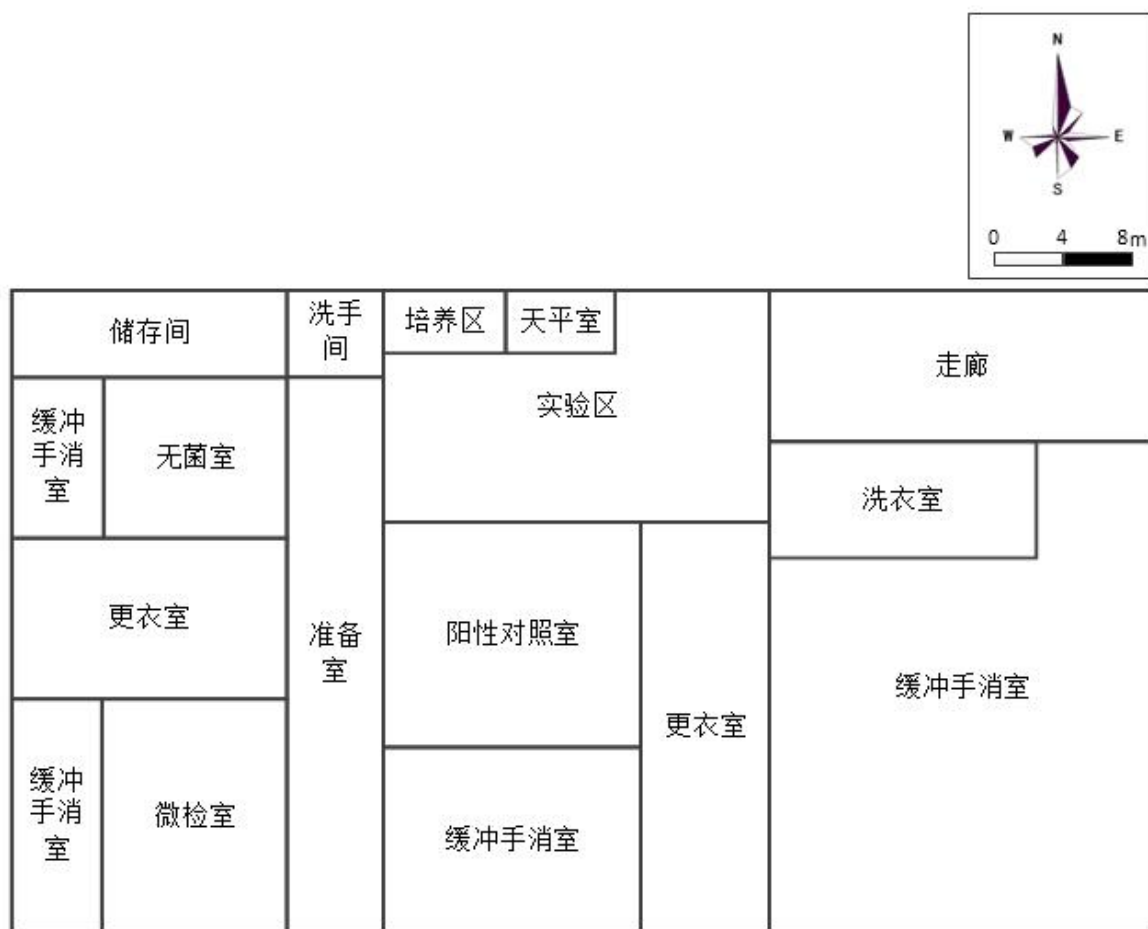 N
W
E
S
0 4 8m
储存间
洗手
间
培养区
天平室
走廊
实验区
缓冲
手消
室
无菌室
洗衣室
更衣室
准备
室
阳性对照室
更衣室
缓冲手消室
缓冲
手消
室
微检室
缓冲手消室